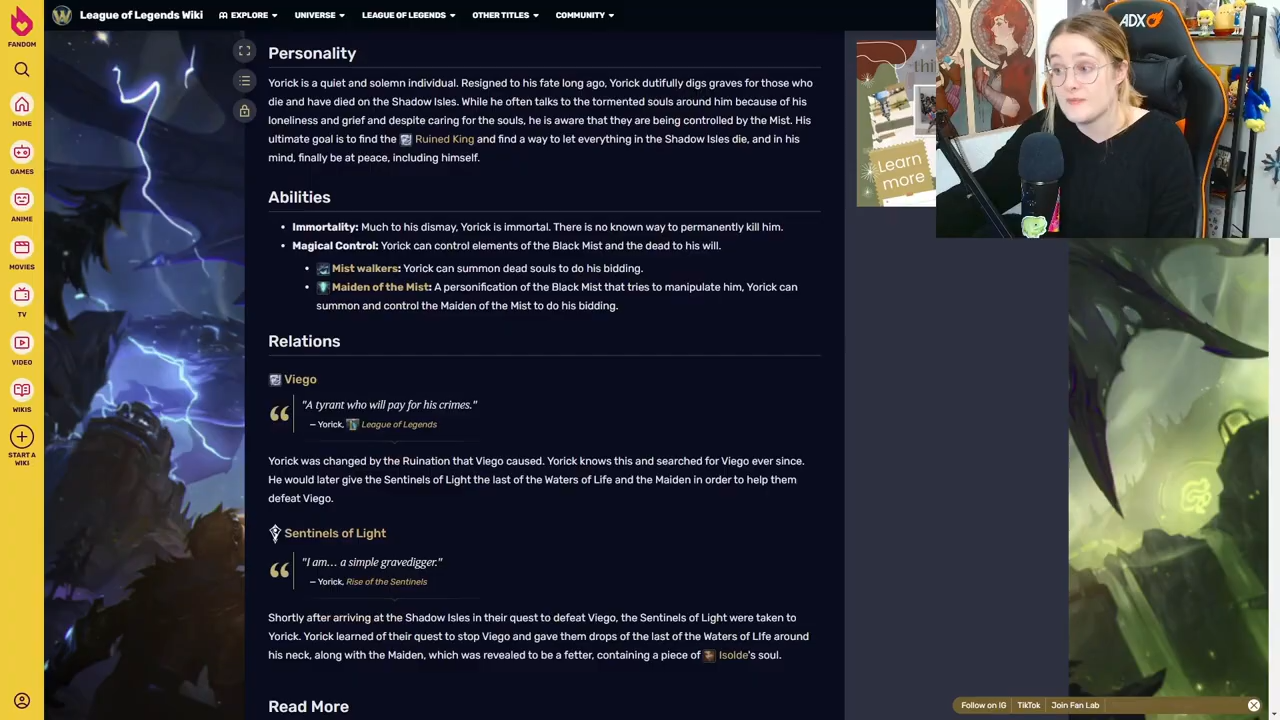 League of Legends Wiki
EXPLORE
UNIVERSE
LEAGUE OF LEGENDS
OTHER TITLES
COMMUNITY
FANDOM
HOME
GAMES
ANIME
MOVIES
TV
VIDEO
WIKIS
START A
WIKI
Personality
Yorick is a quiet and solemn individual. Resigned to his fate long ago, Yorick dutifully digs graves for those who
die and have died on the Shadow Isles. While he often talks to the tormented souls around him because of his
loneliness and grief and despite caring for the souls, he is aware that they are being controlled by the Mist. His
ultimate goal is to find the Ruined King and find a way to let everything in the Shadow Isles die, and in his
mind, finally be at peace, including himself.
Abilities
• Immortality: Much to his dismay, Yorick is immortal. There is no known way to permanently kill him.
• Magical Control: Yorick can control elements of the Black Mist and the dead to his will.
• Mist walkers: Yorick can summon dead souls to do his bidding.
• Maiden of the Mist: A personification of the Black Mist that tries to manipulate him, Yorick can
summon and control the Maiden of the Mist to do his bidding.
Relations
Viego
"A tyrant who will pay for his crimes."
— Yorick, League of Legends
Yorick was changed by the Ruination that Viego caused. Yorick knows this and searched for Viego ever since.
He would later give the Sentinels of Light the last of the Waters of Life and the Maiden in order to help them
defeat Viego.
Sentinels of Light
"I am... a simple gravedigger."
— Yorick, Rise of the Sentinels
Shortly after arriving at the Shadow Isles in their quest to defeat Viego, the Sentinels of Light were taken to
Yorick. Yorick learned of their quest to stop Viego and gave them drops of the last of the Waters of LIfe around
his neck, along with the Maiden, which was revealed to be a fetter, containing a piece of Isolde's soul.
Read More
Learn
more
ADX
Follow on IG
TikTok
Join Fan Lab